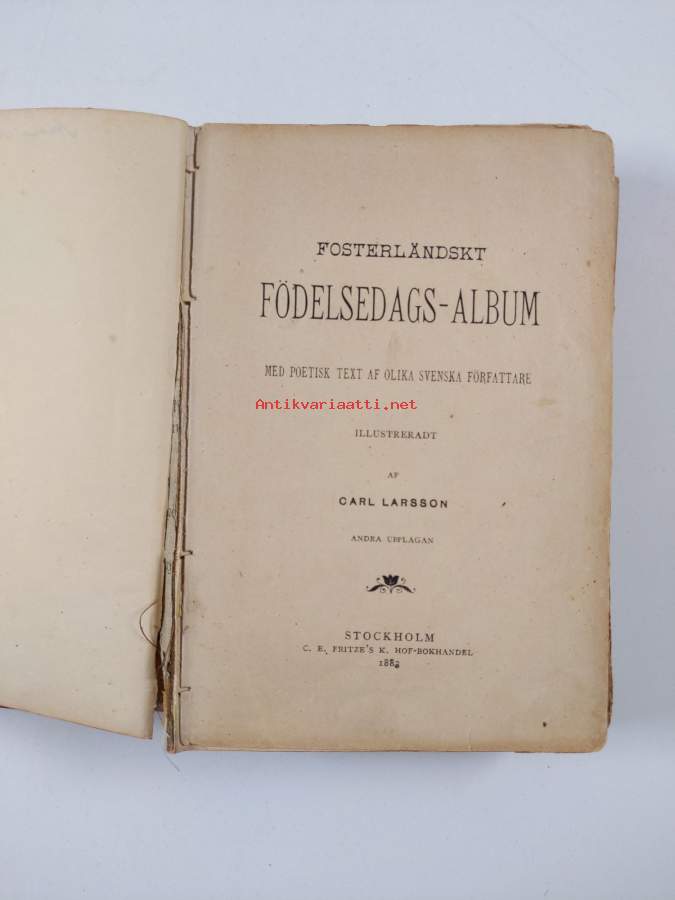 FOSTERLÄNDSKT
FÖDELSEDAGS-ALBUM
MED POETISK TEXT AF OLIKA SVENSKA FÖRFATTARE
Antikvariaatti.net
ILLUSTRERADT
AF
CARL LARSSON
ANDRA UPPLAGAN
STOCKHOLM
C. E. FRITZE'S K. HOF-BOKHANDEL